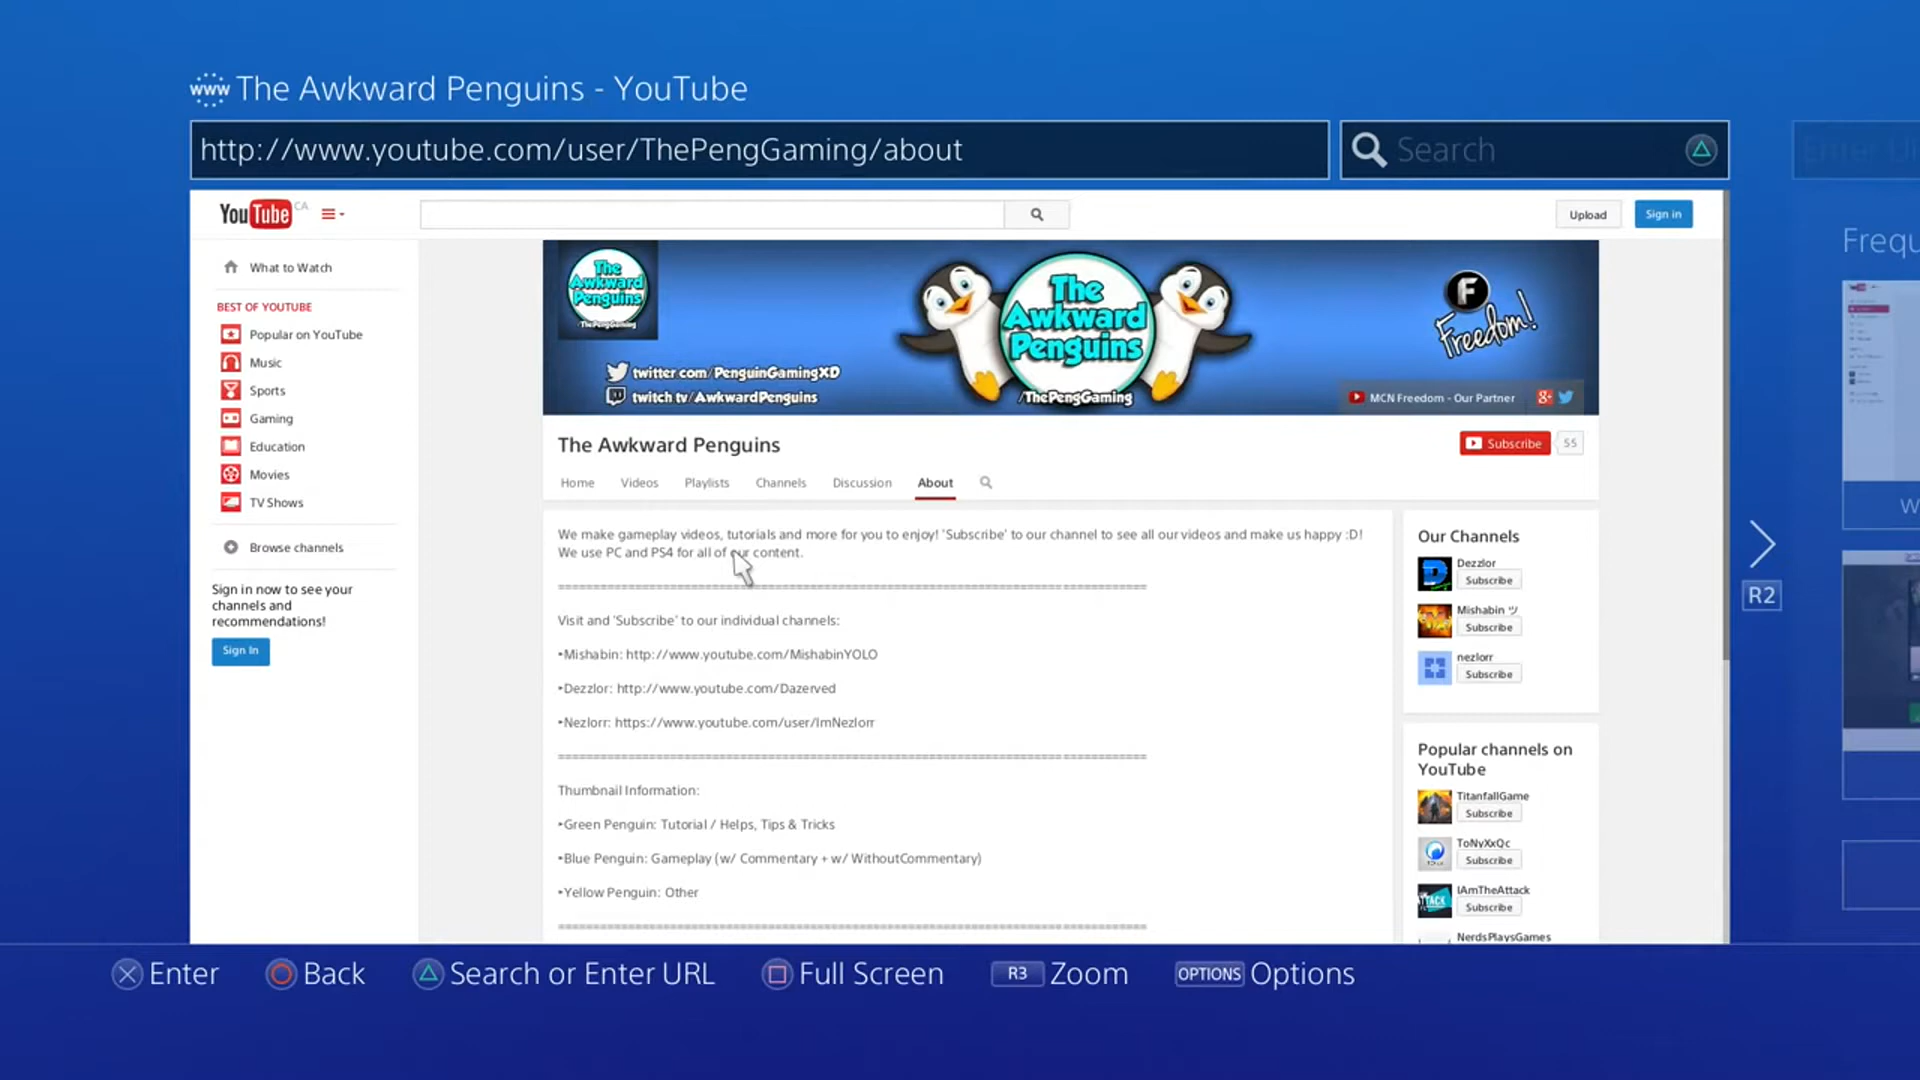 www The Awkward Penguins - YouTube
http://www.youtube.com/user/ThePengGaming/about
Search
YouTube CA
Upload
Sign in
What to Watch
BEST OF YOUTUBE
Popular on YouTube
Music
Sports
Gaming
Education
Movies
TV Shows
Browse channels
Sign in now to see your
channels and
recommendations!
Sign In
The
Awkward
Penguins
/ThePengGaming
twitter com/PenguinGamingXD
twitch tv/AwkwardPenguins
The
Awkward
Penguins
/ThePengGaming
F
Freedom!
MCN Freedom - Our Partner
The Awkward Penguins
Subscribe
55
Home
Videos
Playlists
Channels
Discussion
About
We make gameplay videos, tutorials and more for you to enjoy! 'Subscribe' to our channel to see all our videos and make us happy :D!
We use PC and PS4 for all of our content.
Visit and 'Subscribe' to our individual channels:
•Mishabin: http://www.youtube.com/MishabinYOLO
•Dezzlor: http://www.youtube.com/Dazerved
•Nezlorr: https://www.youtube.com/user/ImNezlorr
Thumbnail Information:
•Green Penguin: Tutorial / Helps, Tips & Tricks
•Blue Penguin: Gameplay (w/ Commentary + w/ WithoutCommentary)
•Yellow Penguin: Other
Our Channels
Dezzlor
Subscribe
Mishabin ツ
Subscribe
nezlorr
Subscribe
Popular channels on
YouTube
TitanfallGame
Subscribe
ToNyXxQc
Subscribe
IAmTheAttack
Subscribe
NerdsPlaysGames
R2
Enter
Frequ
W
Enter
Back
Search or Enter URL
Full Screen
R3 Zoom
OPTIONS Options